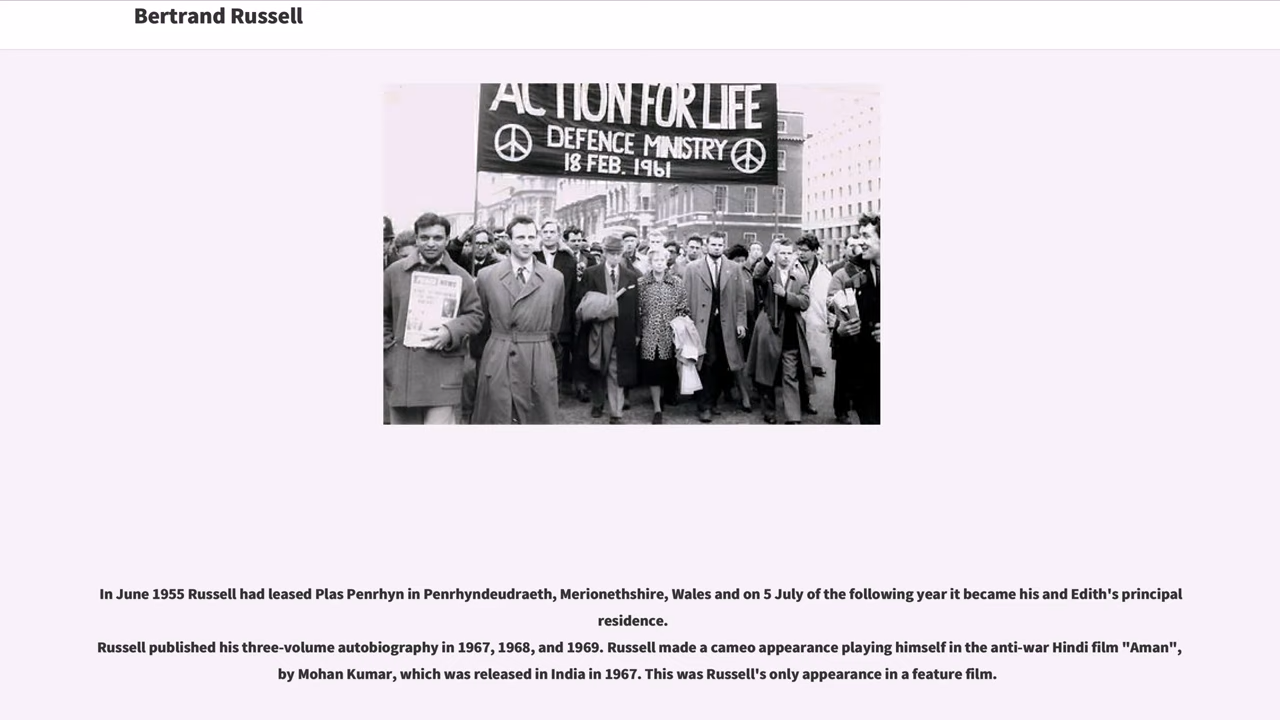 Bertrand Russell
ACTION FOR LIFE
DEFENCE MINISTRY
18 FEB. 1961
NEWS
In June 1955 Russell had leased Plas Penrhyn in Penrhyndeudraeth, Merionethshire, Wales and on 5 July of the following year it became his and Edith's principal
residence.
Russell published his three-volume autobiography in 1967, 1968, and 1969. Russell made a cameo appearance playing himself in the anti-war Hindi film "Aman",
by Mohan Kumar, which was released in India in 1967. This was Russell's only appearance in a feature film.